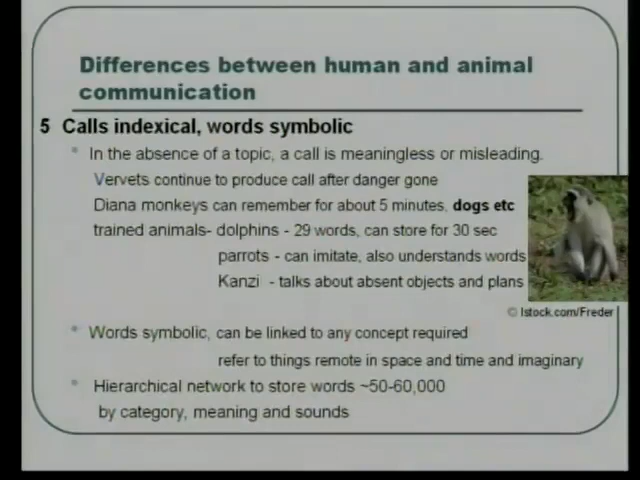 Differences between human and animal
communication
5 Calls indexical, words symbolic
In the absence of a topic, a call is meaningless or misleading.
Vervets continue to produce call after danger gone
Diana monkeys can remember for about 5 minutes, dogs etc
trained animals- dolphins - 29 words, can store for 30 sec
parrots - can imitate, also understands words
Kanzi - talks about absent objects and plans
© Istock.com/Freder
Words symbolic, can be linked to any concept required
refer to things remote in space and time and imaginary
Hierarchical network to store words ~50-60,000
by category, meaning and sounds